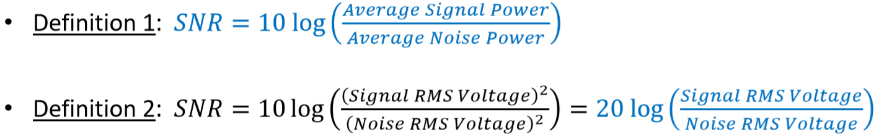 • Definition 1: SNR = 10 log(Average Signal Power / Average Noise Power)
• Definition 2: SNR = 10 log((Signal RMS Voltage)² / (Noise RMS Voltage)²) = 20 log(Signal RMS Voltage / Noise RMS Voltage)